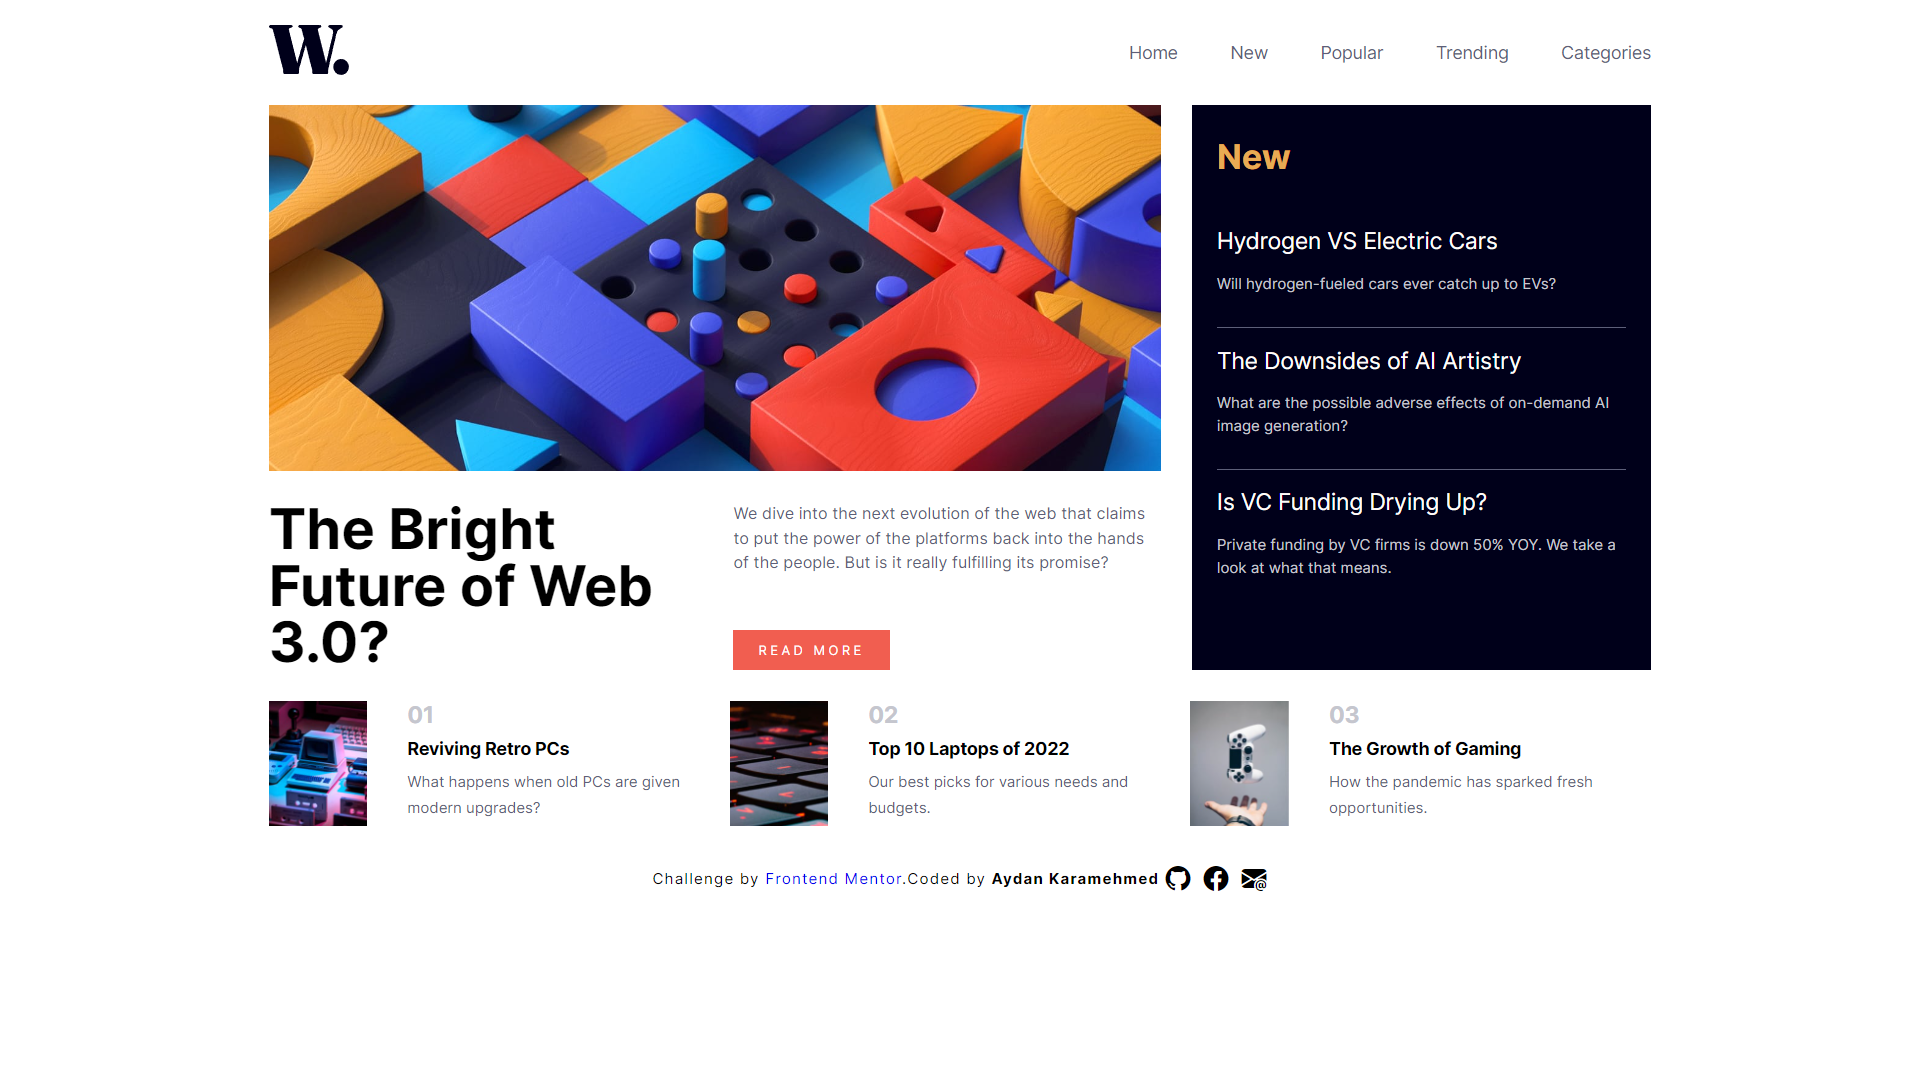 W.
Home New Popular Trending Categories
New
Hydrogen VS Electric Cars
Will hydrogen-fueled cars ever catch up to EVs?
The Downsides of AI Artistry
What are the possible adverse effects of on-demand AI
image generation?
Is VC Funding Drying Up?
Private funding by VC firms is down 50% YOY. We take a
look at what that means.
The Bright
Future of Web
3.0?
We dive into the next evolution of the web that claims
to put the power of the platforms back into the hands
of the people. But is it really fulfilling its promise?
READ MORE
01
Reviving Retro PCs
What happens when old PCs are given
modern upgrades?
02
Top 10 Laptops of 2022
Our best picks for various needs and
budgets.
03
The Growth of Gaming
How the pandemic has sparked fresh
opportunities.
Challenge by Frontend Mentor.Coded by Aydan Karamehmed